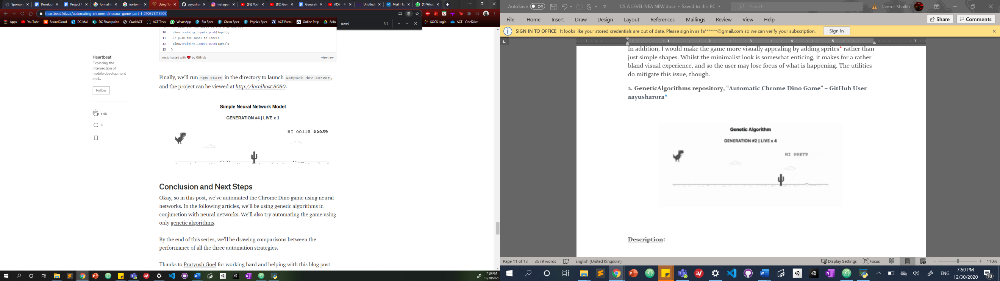 Sponson
Develop
Project 1
formal m
norton -
Using Te
aayushar
Instagran
(85) YouT
(85) Gen
Generati
(85)
Untitled
Mail - Ta
(1) What
heartbeat.fritz.ai/automating-chrome-dinosaur-game-part-1-290578f13907
Apps
YouTube
SoundCloud
DC Mail
DC Sharepoint
CrackACT
ACT Tests
WhatsApp
Bio Spec
Chem Spec
Physics Spec
ACT Portal
Online Prep
Solo
SOCS Login
ACT - OneDrive
speed
1/3
10 dino.training.inputs.push(input);
11 // push the label to labels
12 dino.training.labels.push(label);
13 }
nn.js hosted with ❤ by GitHub
view raw
Heartbeat
Exploring the
intersection of
mobile development
and...
Follow
1.4K
4
Finally, we'll run npm start in the directory to launch webpack-dev-server,
and the project can be viewed at http://localhost:8080.
Simple Neural Network Model
GENERATION #4 | LIVE x 1
HI 00115 00039
Conclusion and Next Steps
Okay, so in this post, we've automated the Chrome Dino game using neural
networks. In the following articles, we'll be using genetic algorithms in
conjunction with neural networks. We'll also try automating the game using
only genetic algorithms.
By the end of this series, we'll be drawing comparisons between the
performance of all the three automation strategies.
Thanks to Pratyush Goel for working hard and helping with this blog post
7:50 PM
12/30/2020
AutoSave Off
CS A LEVEL NEA NEW.docx - Saved to this PC
Search
Taimur Shaikh
File Home Insert Draw Design Layout References Mailings Review View Help
Share
Comments
SIGN IN TO OFFICE It looks like your stored credentials are out of date. Please sign in as fa******@gmail.com so we can verify your subscription.
Sign In
1 1 2 3 4 5 7
In addition, I would make the game more visually appealing by adding sprites* rather than
just simple shapes. Whilst the minimalist look is somewhat enticing, it makes for a rather
bland visual experience, and so the user may lose focus of what is happening. The utilities
do mitigate this issue, though.
2. GeneticAlgorithms repository, “Automatic Chrome Dino Game” – GitHub User
aayusharora*
Genetic Algorithm
GENERATION #2 | LIVE x 4
HI 00279
Description:
Page 11 of 13
3579 words
English (United Kingdom)
Display Settings
Focus
110%
ENG
7:50 PM
12/30/2020
10